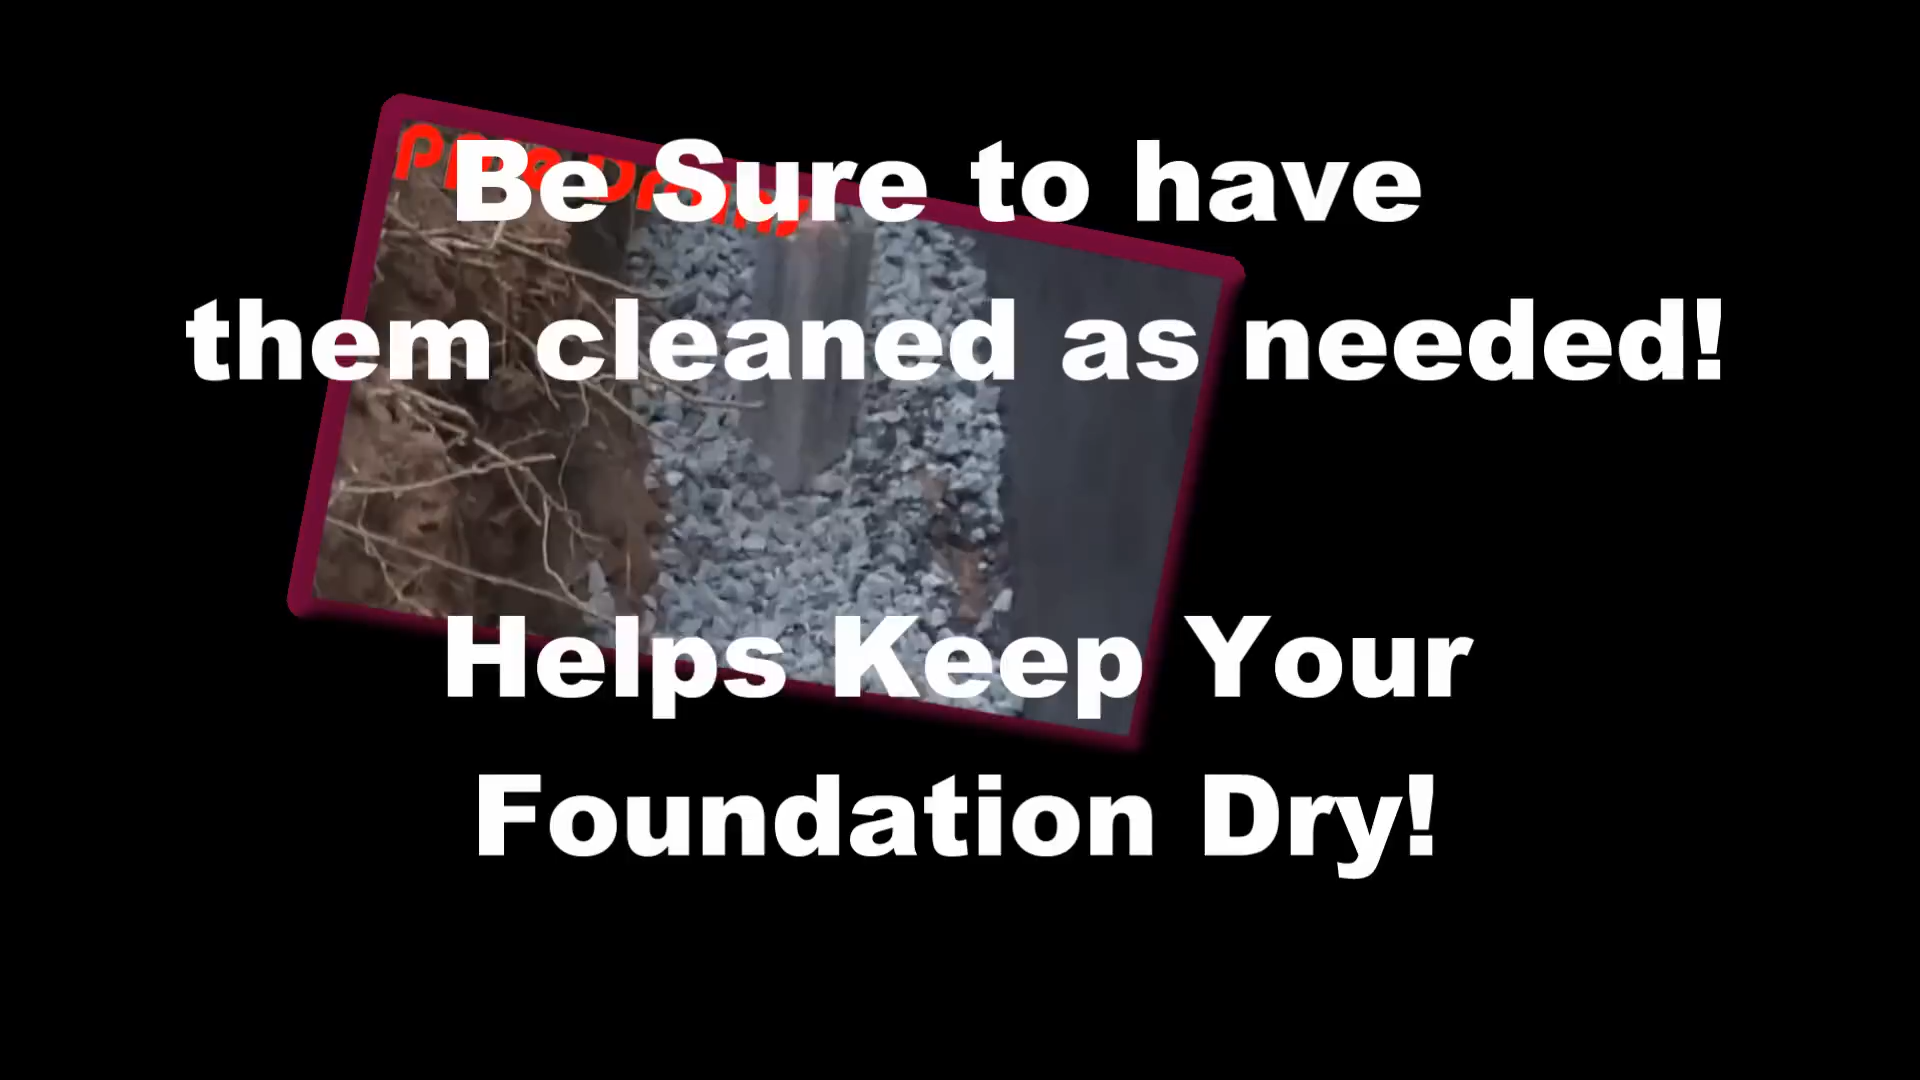 Be Sure to have
them cleaned as needed!
Helps Keep Your
Foundation Dry!